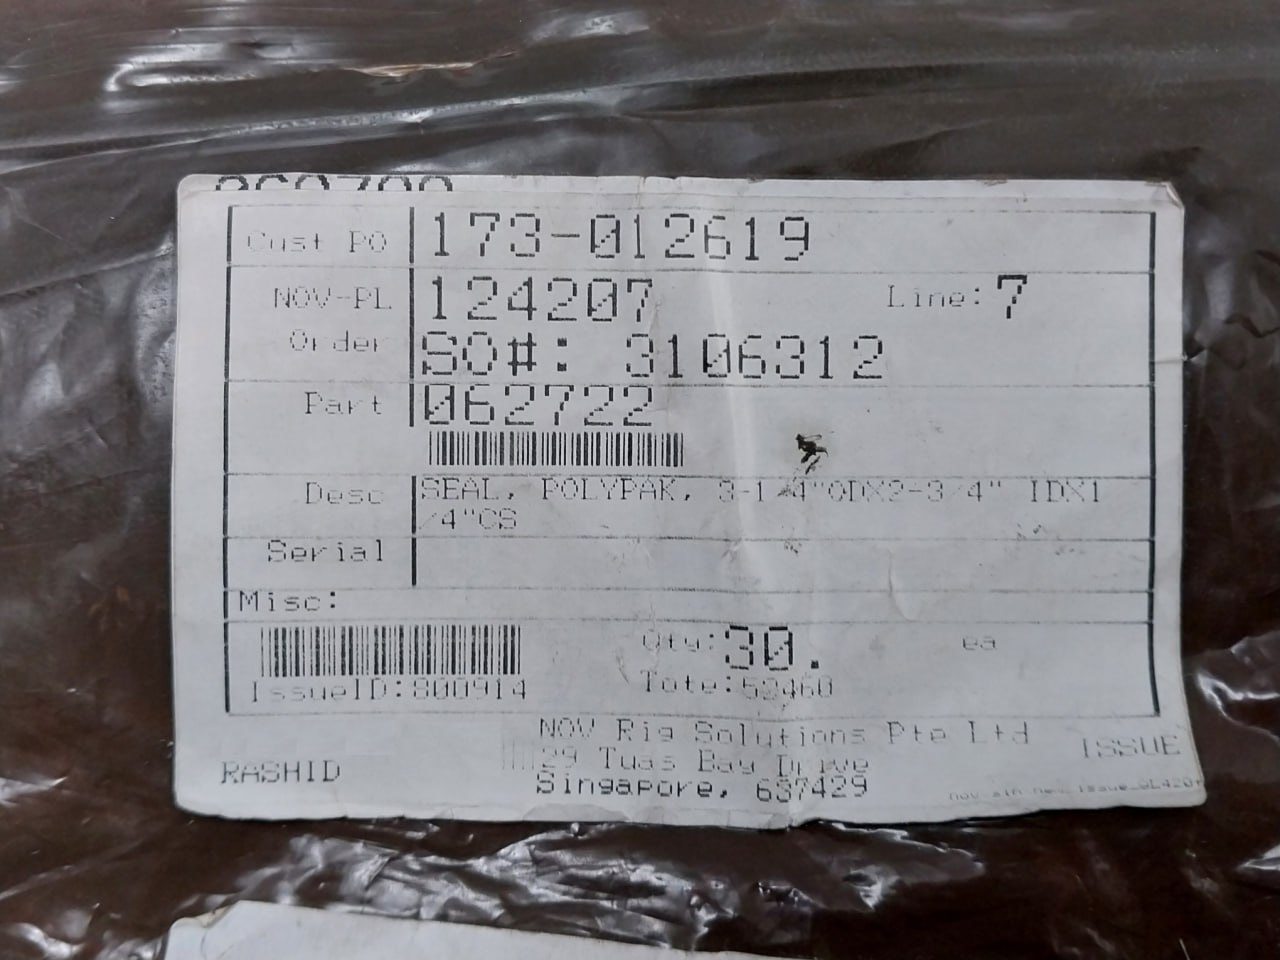 Cust PO 173-012619
NOV-PL 124207 Line: 7
Order SO#: 3106312
Part 062722
Desc SEAL, POLYPAK, 3-1/4"ODX2-3/4" IDX1
/4"CS
Serial
Misc:
Qty: 30. ea
IssueID:800914 Tote:52460
NOV Rig Solutions Pte Ltd ISSUE
29 Tuas Bay Drive
RASHID Singapore, 637429